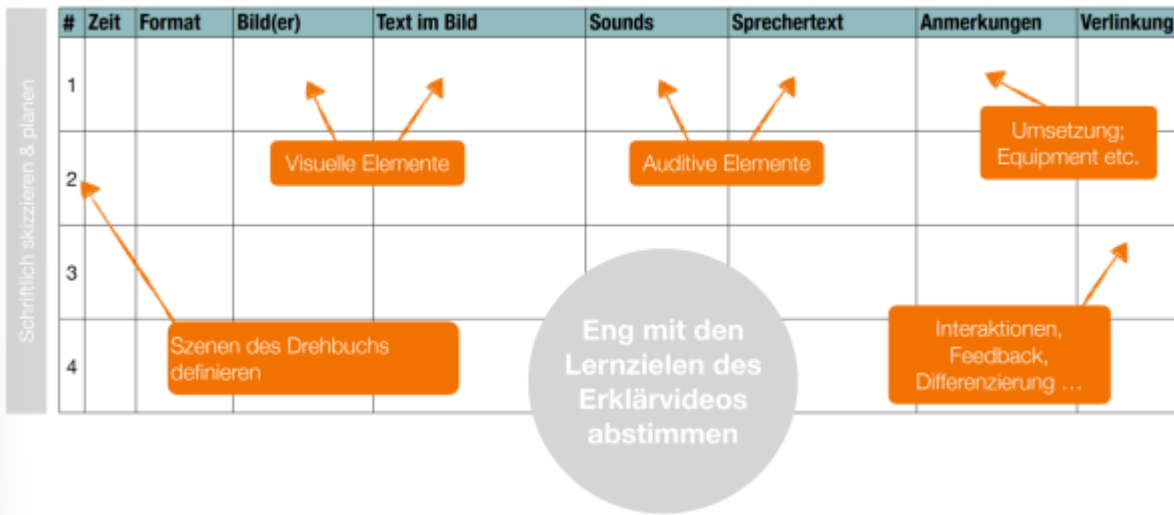 # Zeit Format Bild(er) Text im Bild Sounds Sprechertext Anmerkungen Verlinkung
Schriftlich skizzieren & planen
1
Visuelle Elemente
Auditive Elemente
Umsetzung;
Equipment etc.
2
3
Szenen des Drehbuchs
definieren
4
Eng mit den
Lernzielen des
Erklärvideos
abstimmen
Interaktionen,
Feedback,
Differenzierung ...